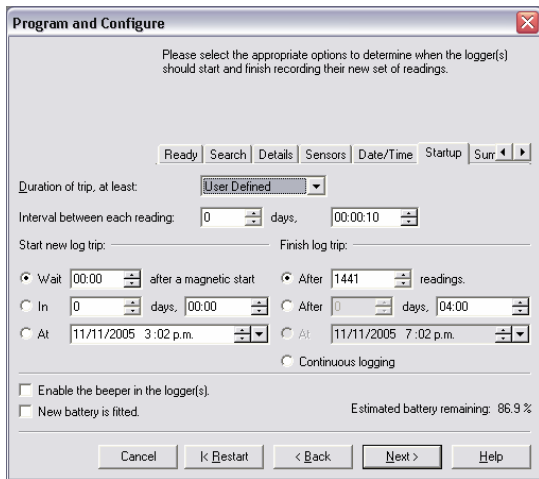 Program and Configure
Please select the appropriate options to determine when the logger(s)
should start and finish recording their new set of readings.
Ready Search Details Sensors Date/Time Startup Sum
Duration of trip, at least: User Defined
Interval between each reading: 0 days, 00:00:10
Start new log trip: Finish log trip:
Wait 00:00 after a magnetic start After 1441 readings.
In 0 days, 00:00 After 0 days, 04:00
At 11/11/2005 3:02 p.m. At 11/11/2005 7:02 p.m.
Continuous logging
Enable the beeper in the logger(s).
New battery is fitted. Estimated battery remaining: 86.9 %
Cancel |< Restart < Back Next > Help